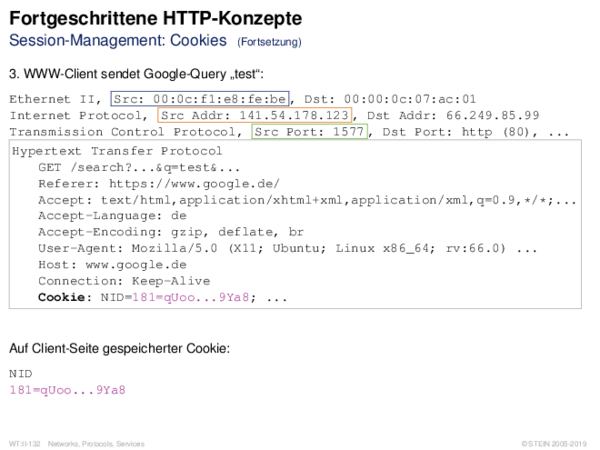 Fortgeschrittene HTTP-Konzepte
Session-Management: Cookies (Fortsetzung)
3. WWW-Client sendet Google-Query „test“:
Ethernet II, Src: 00:0c:f1:e8:fe:be, Dst: 00:00:0c:07:ac:01
Internet Protocol, Src Addr: 141.54.178.123, Dst Addr: 66.249.85.99
Transmission Control Protocol, Src Port: 1577, Dst Port: http (80), ...
Hypertext Transfer Protocol
GET /search?...&q=test&...
Referer: https://www.google.de/
Accept: text/html,application/xhtml+xml,application/xml,q=0.9,*/*;...
Accept-Language: de
Accept-Encoding: gzip, deflate, br
User-Agent: Mozilla/5.0 (X11; Ubuntu; Linux x86_64; rv:66.0) ...
Host: www.google.de
Connection: Keep-Alive
Cookie: NID=181=qUoo...9Ya8; ...
Auf Client-Seite gespeicherter Cookie:
NID
181=qUoo...9Ya8
WT:II-132 Networks, Protocols, Services © STEIN 2005-2019